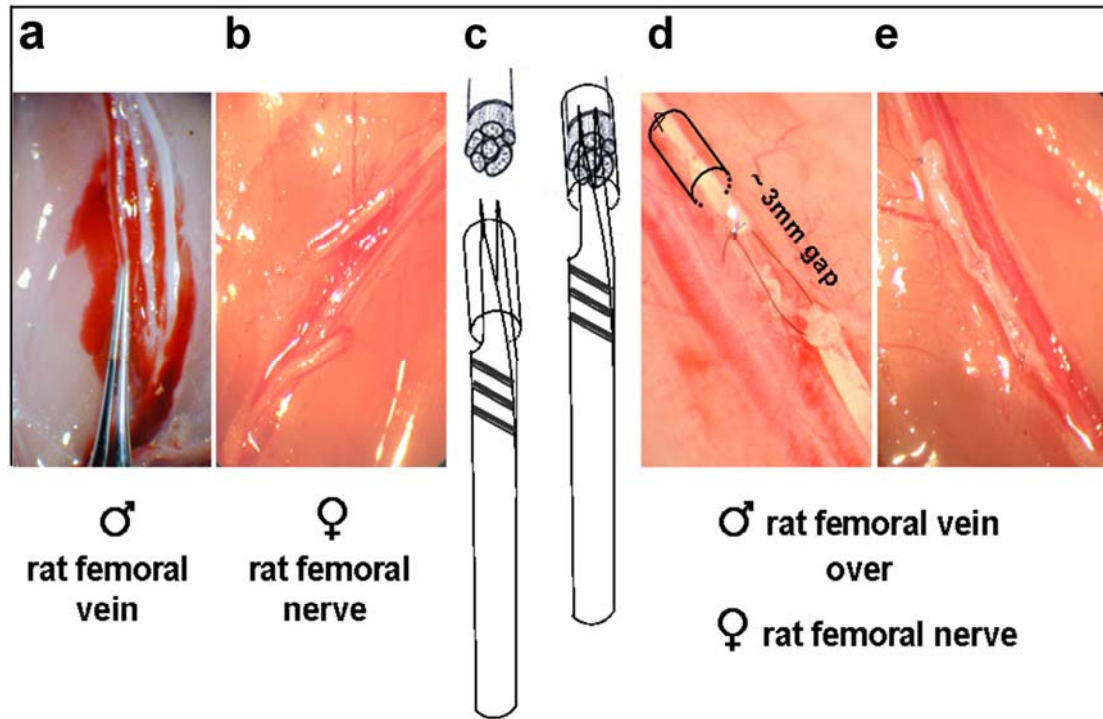 a b c d e
~ 3mm gap
♂
rat femoral
vein
♀
rat femoral
nerve
♂ rat femoral vein
over
♀ rat femoral nerve